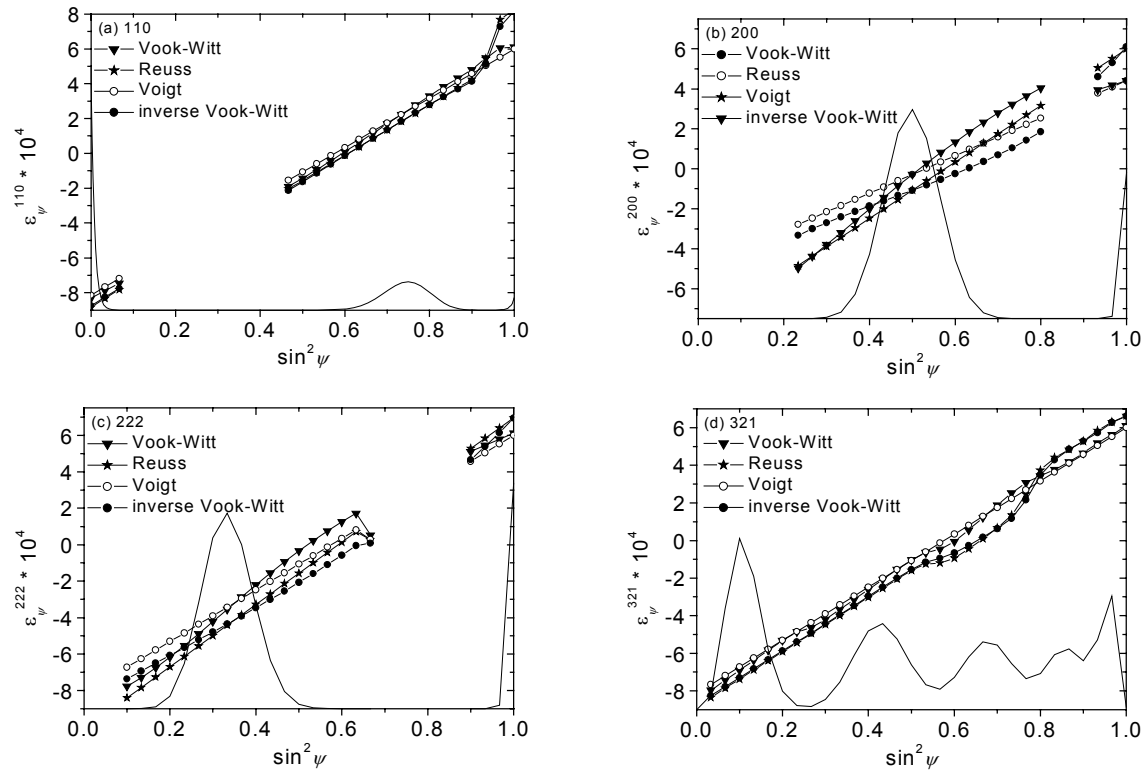 (a) 110
Vook-Witt
Reuss
Voigt
inverse Vook-Witt
8
6
4
2
0
-2
-4
-6
-8
0.0 0.2 0.4 0.6 0.8 1.0
ε_ψ^110 * 10^4
sin² ψ
(b) 200
Vook-Witt
Reuss
Voigt
inverse Vook-Witt
6
4
2
0
-2
-4
-6
0.0 0.2 0.4 0.6 0.8 1.0
ε_ψ^200 * 10^4
sin² ψ
(c) 222
Vook-Witt
Reuss
Voigt
inverse Vook-Witt
6
4
2
0
-2
-4
-6
-8
0.0 0.2 0.4 0.6 0.8 1.0
ε_ψ^222 * 10^4
sin² ψ
(d) 321
Vook-Witt
Reuss
Voigt
inverse Vook-Witt
6
4
2
0
-2
-4
-6
-8
0.0 0.2 0.4 0.6 0.8 1.0
ε_ψ^321 * 10^4
sin² ψ